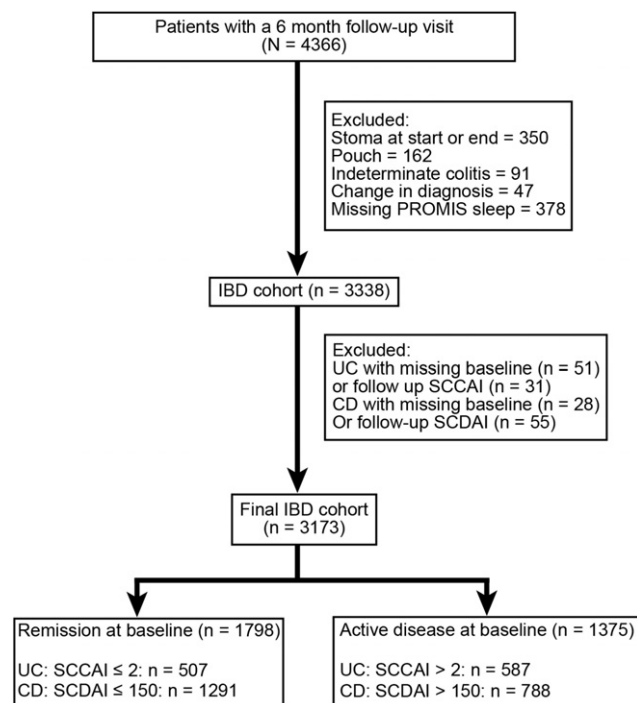 Patients with a 6 month follow-up visit
(N = 4366)
Excluded:
Stoma at start or end = 350
Pouch = 162
Indeterminate colitis = 91
Change in diagnosis = 47
Missing PROMIS sleep = 378
IBD cohort (n = 3338)
Excluded:
UC with missing baseline (n = 51)
or follow up SCCAI (n = 31)
CD with missing baseline (n = 28)
Or follow-up SCDAI (n = 55)
Final IBD cohort
(n = 3173)
Remission at baseline (n = 1798)
UC: SCCAI ≤ 2: n = 507
CD: SCDAI ≤ 150: n = 1291
Active disease at baseline (n = 1375)
UC: SCCAI > 2: n = 587
CD: SCDAI > 150: n = 788